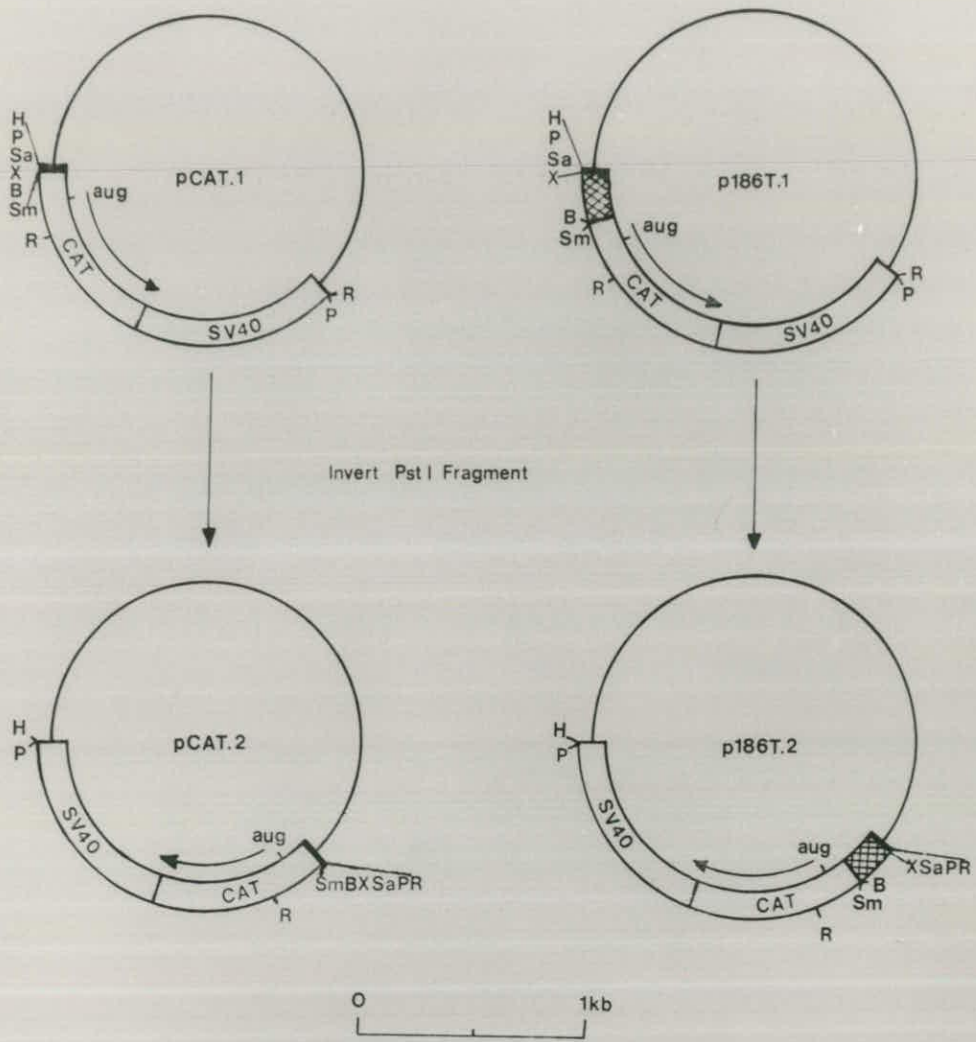 pCAT.1
H
P
Sa
X
B
Sm
R
aug
CAT
SV40
R
P
p186T.1
H
P
Sa
X
B
Sm
R
aug
CAT
SV40
R
P
Invert Pst I Fragment
pCAT.2
H
P
SV40
aug
CAT
SmBXSaPR
R
p186T.2
H
P
SV40
aug
CAT
XSaPR
B
Sm
R
0 1kb